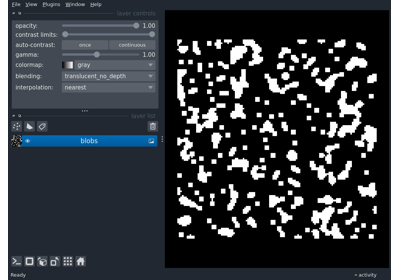 File View Plugins Window Help
layer controls
opacity: 1.00
contrast limits:
auto-contrast: once continuous
gamma: 1.00
colormap: gray
blending: translucent_no_depth
interpolation: nearest
layer list
blobs
Ready activity